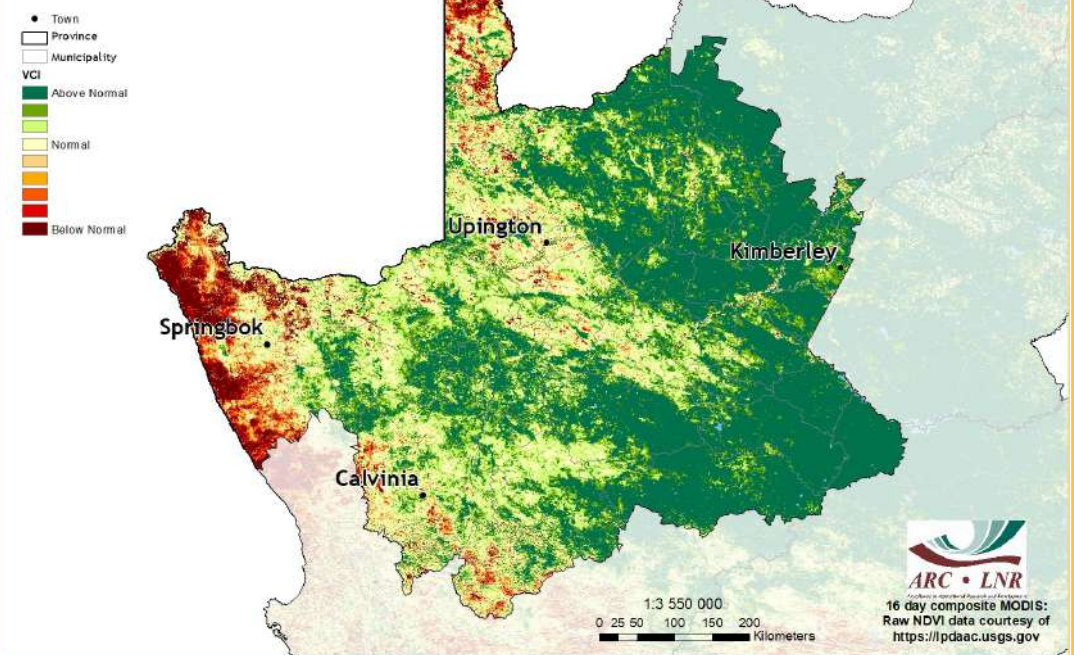 Town
Province
Municipality
VCI
Above Normal
Normal
Below Normal
Upington
Kimberley
Springbok
Calvinia
ARC • LNR
1:3 550 000
0 25 50 100 150 200
Kilometers
16 day composite MODIS:
Raw NDVI data courtesy of
https://lpdaac.usgs.gov